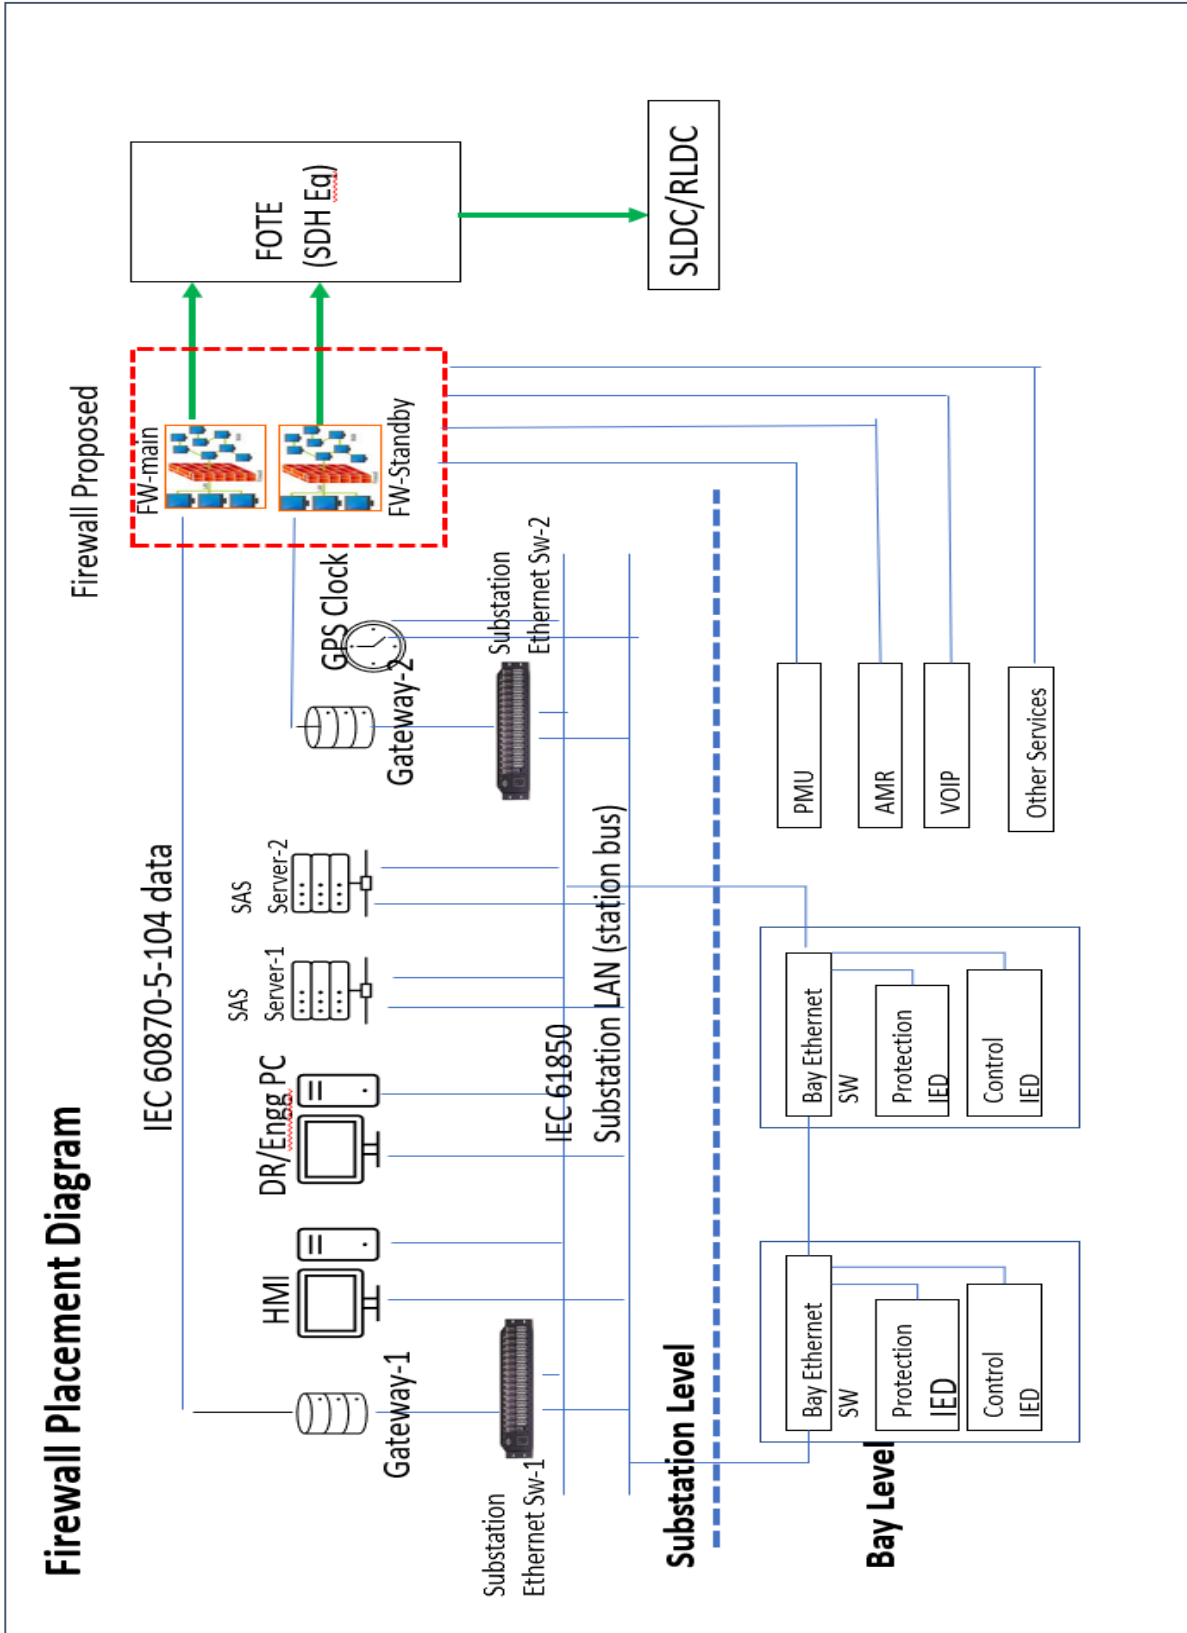 Firewall Placement Diagram
Firewall Proposed
IEC 60870-5-104 data
FW-main
FOTE
(SDH Eq)
SAS
Server-1
SAS
Server-2
HMI
DR/Engg PC
GPS Clock
FW-Standby
Gateway-1
Gateway-2
Substation
Ethernet Sw-1
Substation
Ethernet Sw-2
IEC 61850
Substation LAN (station bus)
SLDC/RLDC
Substation Level
Bay Level
Bay Ethernet
SW
Protection
IED
Control
IED
Bay Ethernet
SW
Protection
IED
Control
IED
PMU
AMR
VOIP
Other Services